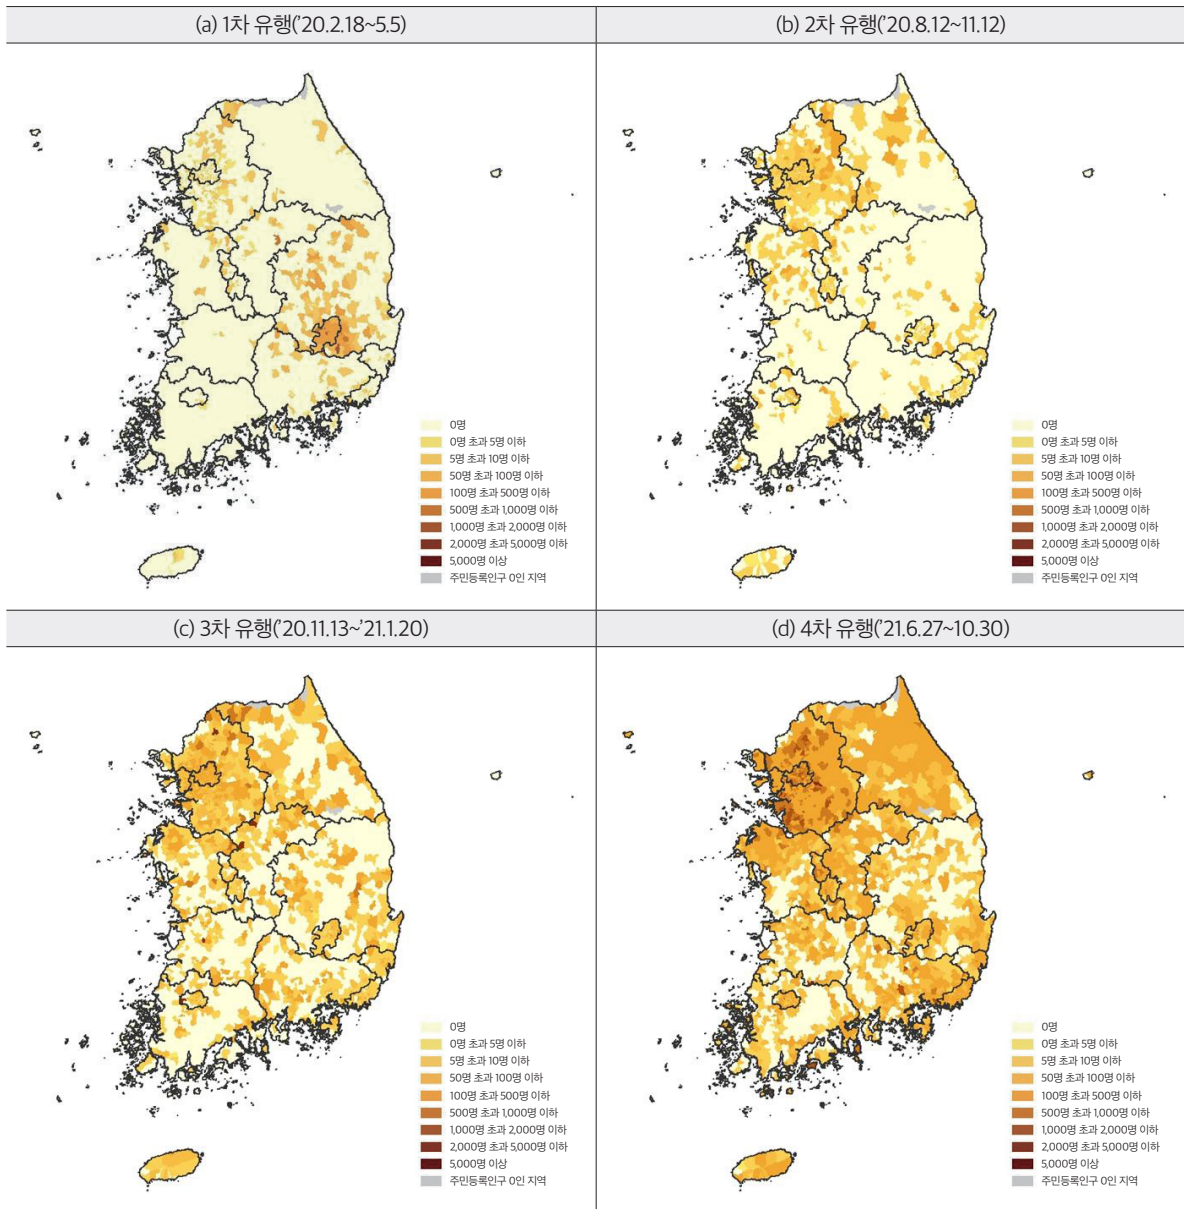 (a) 1차 유행('20.2.18~5.5)
(b) 2차 유행('20.8.12~11.12)
0명
0명 초과 5명 이하
5명 초과 10명 이하
50명 초과 100명 이하
100명 초과 500명 이하
500명 초과 1,000명 이하
1,000명 초과 2,000명 이하
2,000명 초과 5,000명 이하
5,000명 이상
주민등록인구 0인 지역
0명
0명 초과 5명 이하
5명 초과 10명 이하
50명 초과 100명 이하
100명 초과 500명 이하
500명 초과 1,000명 이하
1,000명 초과 2,000명 이하
2,000명 초과 5,000명 이하
5,000명 이상
주민등록인구 0인 지역
(c) 3차 유행('20.11.13~'21.1.20)
(d) 4차 유행('21.6.27~10.30)
0명
0명 초과 5명 이하
5명 초과 10명 이하
50명 초과 100명 이하
100명 초과 500명 이하
500명 초과 1,000명 이하
1,000명 초과 2,000명 이하
2,000명 초과 5,000명 이하
5,000명 이상
주민등록인구 0인 지역
0명
0명 초과 5명 이하
5명 초과 10명 이하
50명 초과 100명 이하
100명 초과 500명 이하
500명 초과 1,000명 이하
1,000명 초과 2,000명 이하
2,000명 초과 5,000명 이하
5,000명 이상
주민등록인구 0인 지역